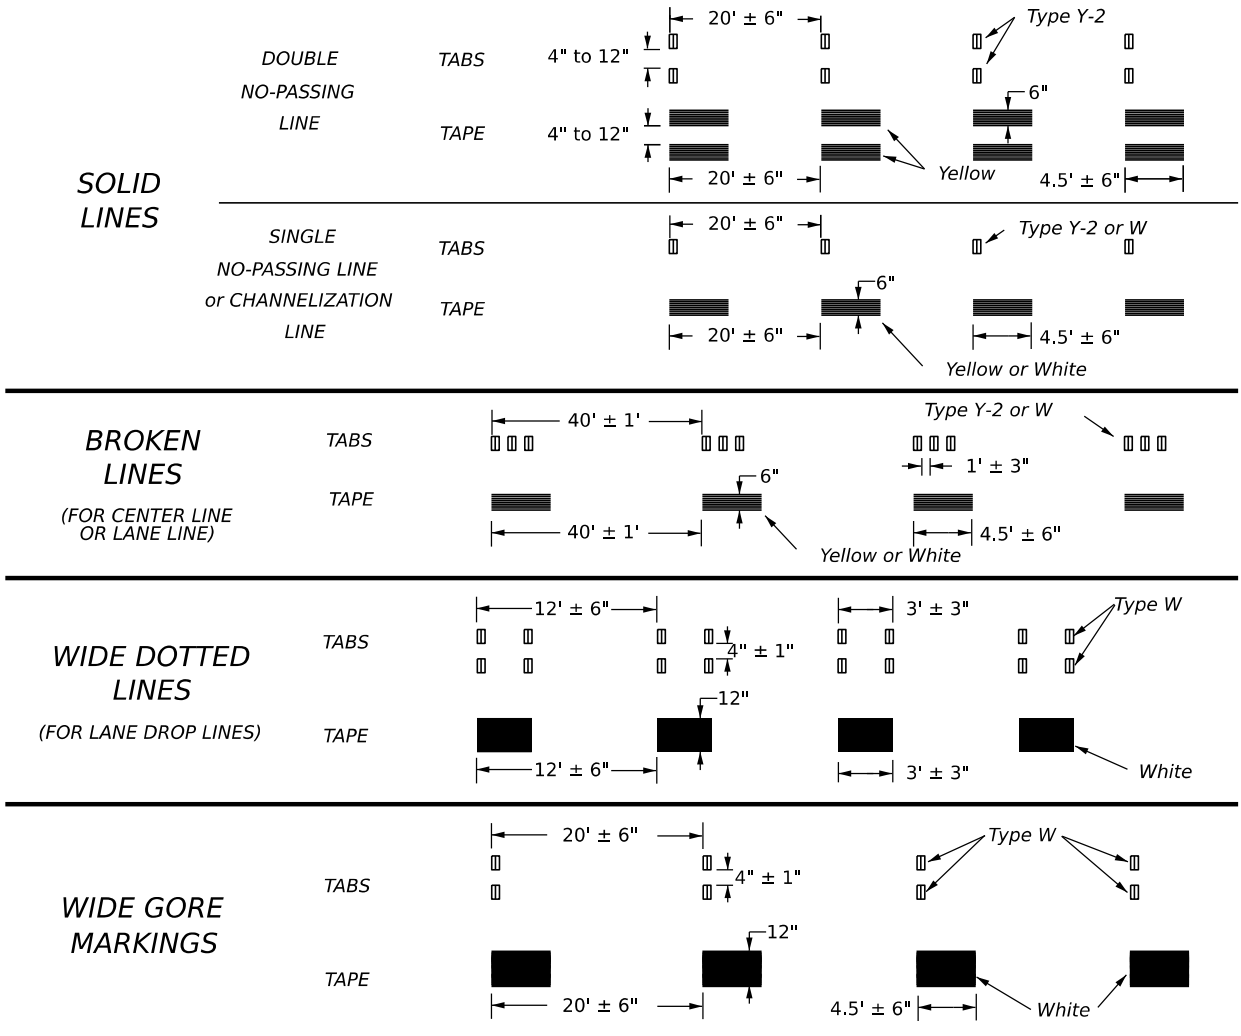 SOLID
LINES
DOUBLE
NO-PASSING
LINE
TABS
20' ± 6"
4" to 12"
Type Y-2
TAPE
4" to 12"
6"
Yellow
20' ± 6"
4.5' ± 6"
SINGLE
NO-PASSING LINE
or CHANNELIZATION
LINE
TABS
20' ± 6"
Type Y-2 or W
TAPE
6"
20' ± 6"
4.5' ± 6"
Yellow or White
BROKEN
LINES
(FOR CENTER LINE
OR LANE LINE)
TABS
40' ± 1'
Type Y-2 or W
1' ± 3"
TAPE
6"
40' ± 1'
4.5' ± 6"
Yellow or White
WIDE DOTTED
LINES
(FOR LANE DROP LINES)
TABS
12' ± 6"
3' ± 3"
Type W
4" ± 1"
TAPE
12"
12' ± 6"
3' ± 3"
White
WIDE GORE
MARKINGS
TABS
20' ± 6"
Type W
4" ± 1"
TAPE
12"
20' ± 6"
4.5' ± 6"
White